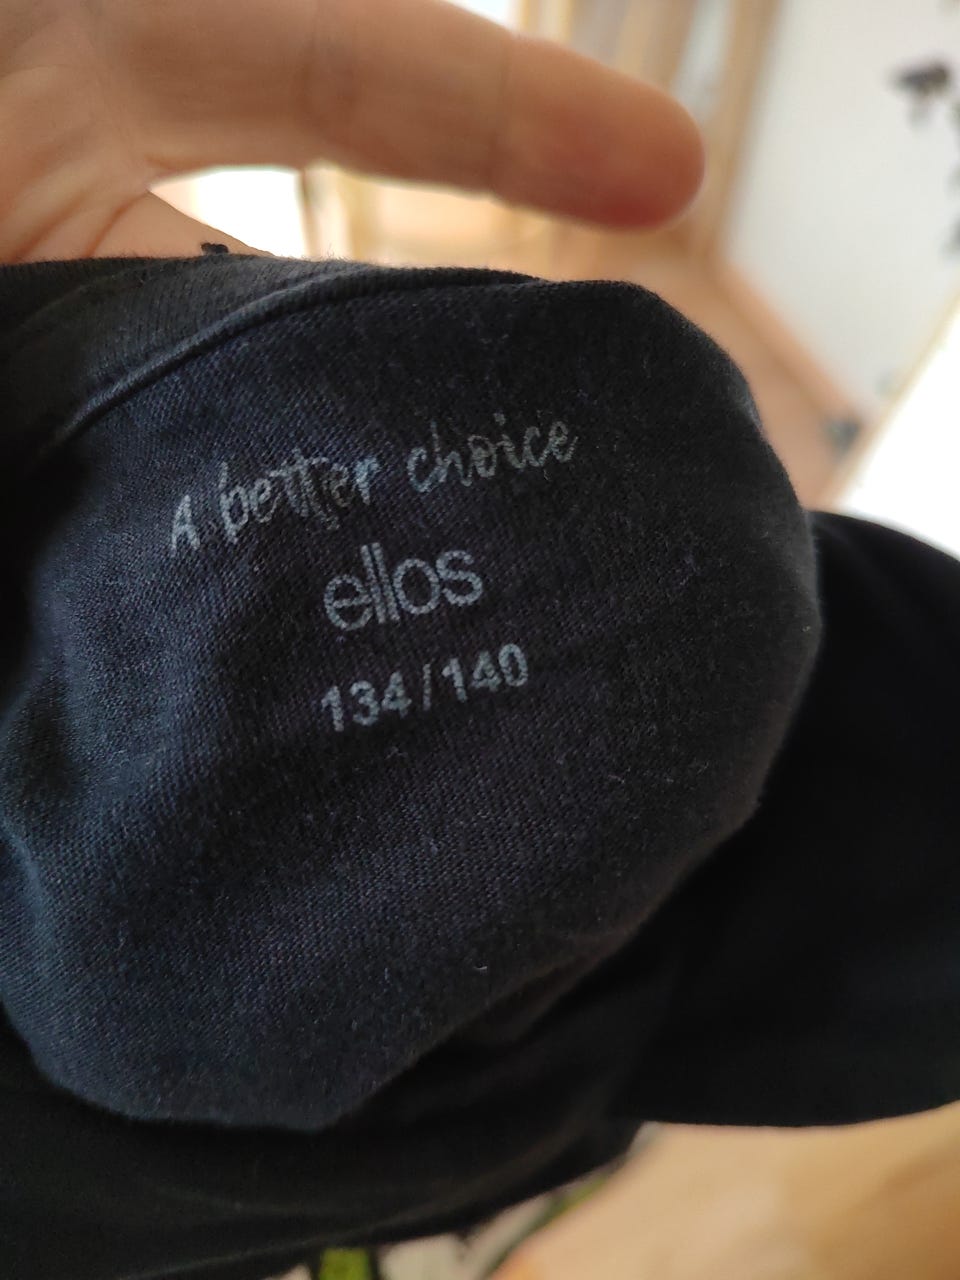 A better choice
ellos
134/140